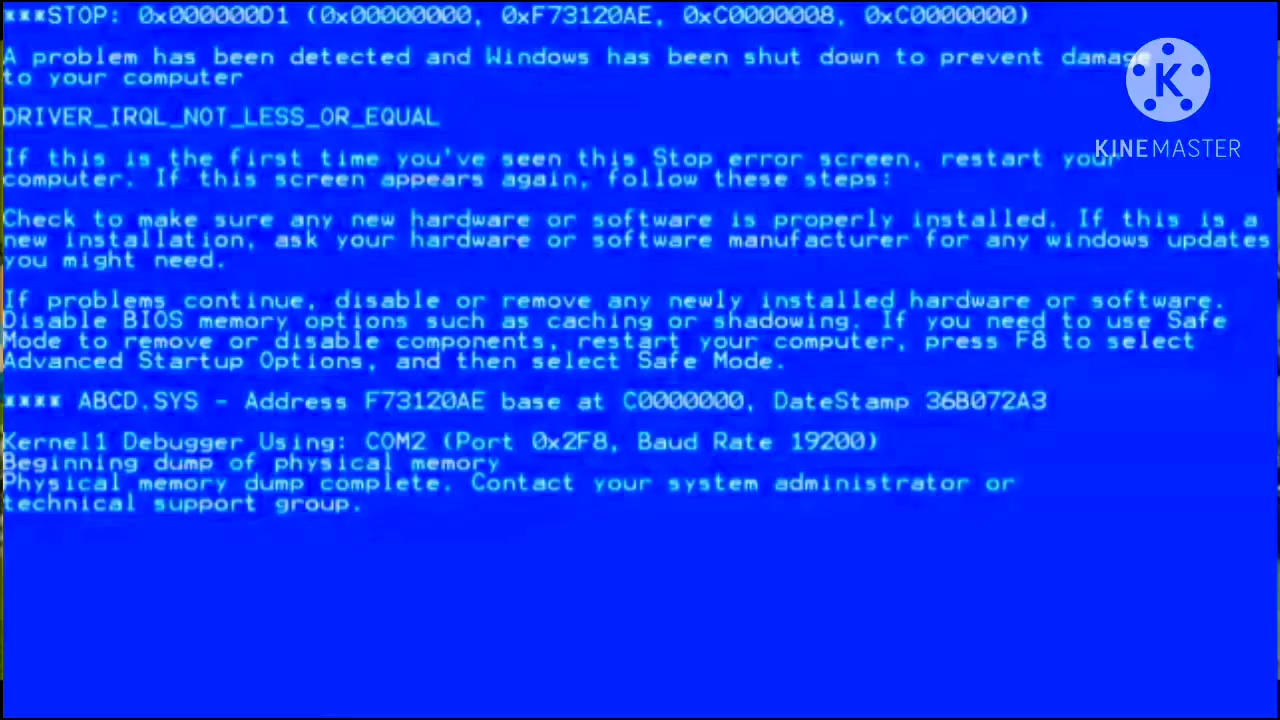 ***STOP: 0x000000D1 (0x00000000, 0xF73120AE, 0xC0000008, 0xC0000000)
A problem has been detected and Windows has been shut down to prevent damage
to your computer
DRIVER_IRQL_NOT_LESS_OR_EQUAL
If this is the first time you've seen this Stop error screen, restart your
computer. If this screen appears again, follow these steps:
Check to make sure any new hardware or software is properly installed. If this is a
new installation, ask your hardware or software manufacturer for any windows updates
you might need.
If problems continue, disable or remove any newly installed hardware or software.
Disable BIOS memory options such as caching or shadowing. If you need to use Safe
Mode to remove or disable components, restart your computer, press F8 to select
Advanced Startup Options, and then select Safe Mode.
**** ABCD.SYS - Address F73120AE base at C0000000, DateStamp 36B072A3
Kernel1 Debugger Using: COM2 (Port 0x2F8, Baud Rate 19200)
Beginning dump of physical memory
Physical memory dump complete. Contact your system administrator or
technical support group.
K
KINEMASTER